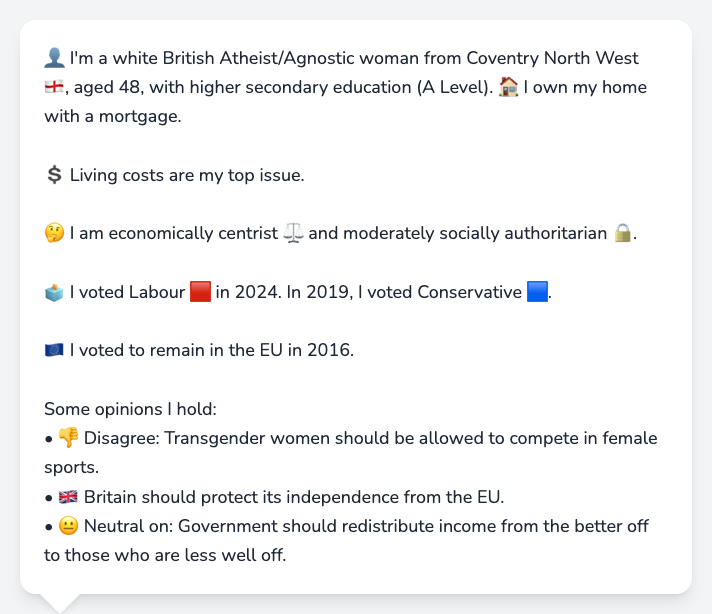 👤 I'm a white British Atheist/Agnostic woman from Coventry North West
🏴󠁧󠁢󠁥󠁮󠁧󠁿, aged 48, with higher secondary education (A Level). 🏠 I own my home
with a mortgage.
💲 Living costs are my top issue.
🤔 I am economically centrist ⚖️ and moderately socially authoritarian 🔒.
🗳️ I voted Labour 🟥 in 2024. In 2019, I voted Conservative 🟦.
🇪🇺 I voted to remain in the EU in 2016.
Some opinions I hold:
• 👎 Disagree: Transgender women should be allowed to compete in female
sports.
• 🇬🇧 Britain should protect its independence from the EU.
• 😐 Neutral on: Government should redistribute income from the better off
to those who are less well off.